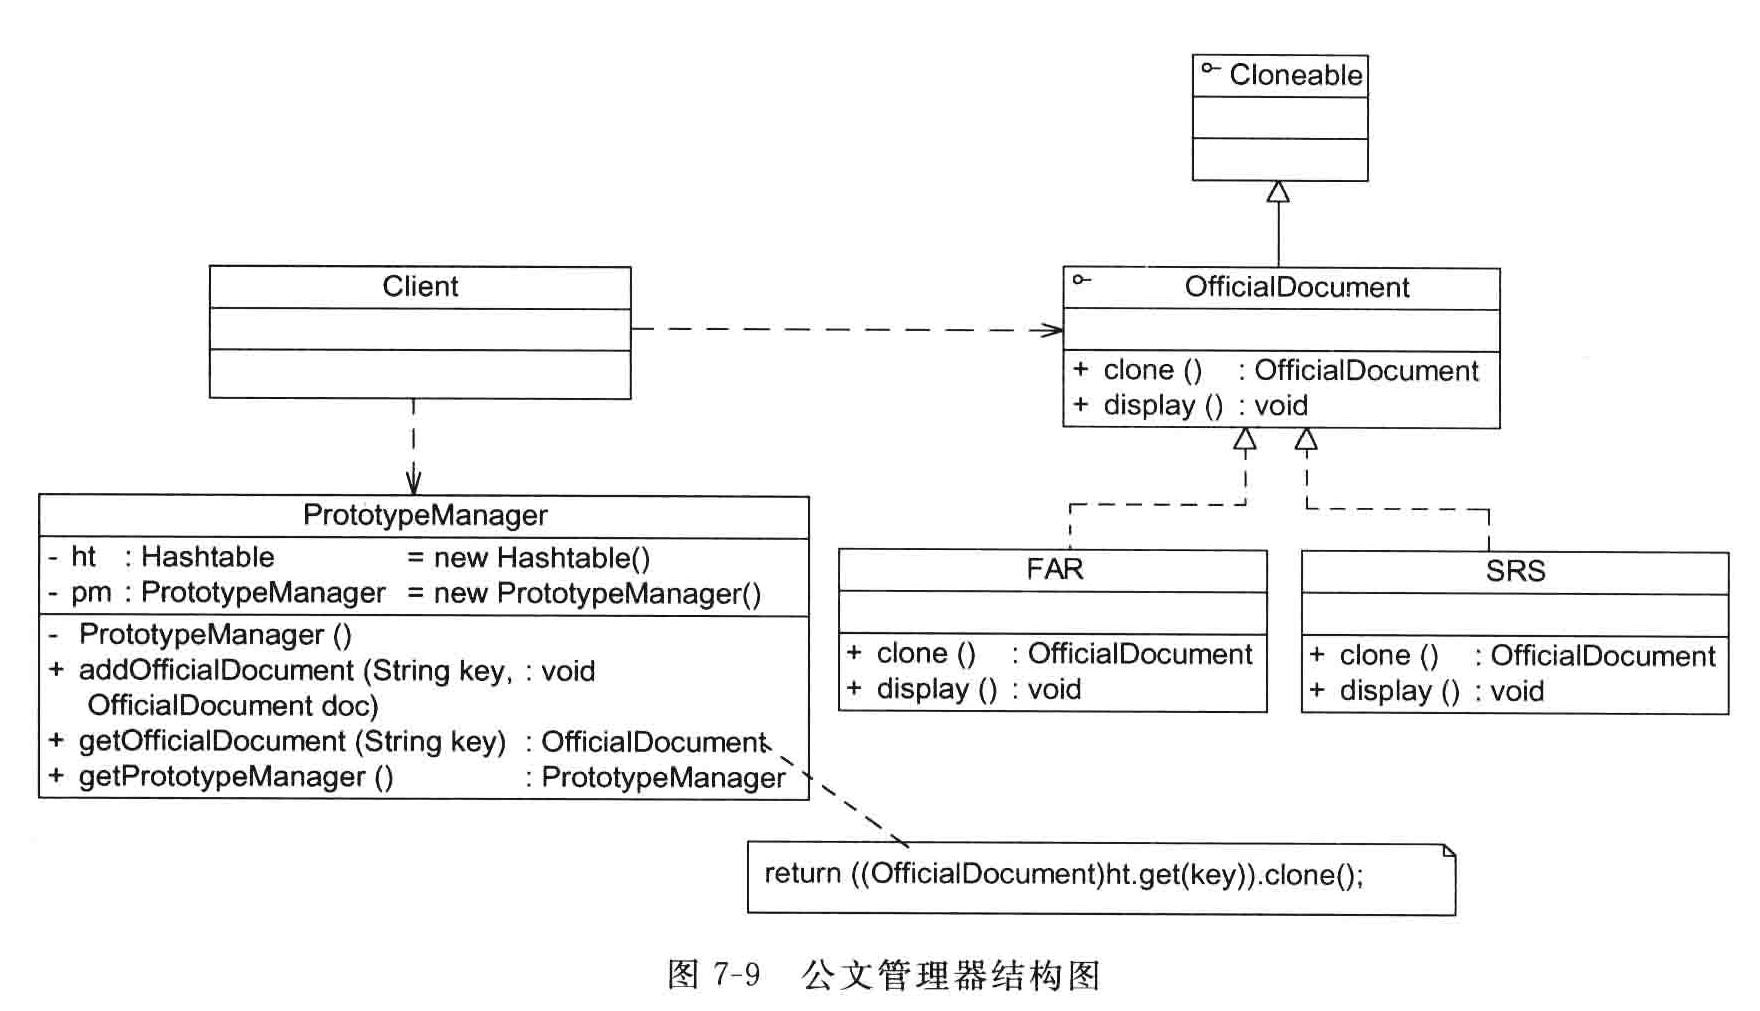 Cloneable
Client
OfficialDocument
+ clone () : OfficialDocument
+ display () : void
PrototypeManager
- ht : Hashtable = new Hashtable()
- pm : PrototypeManager = new PrototypeManager()
- PrototypeManager ()
+ addOfficialDocument (String key, : void
OfficialDocument doc)
+ getOfficialDocument (String key) : OfficialDocument
+ getPrototypeManager () : PrototypeManager
FAR
+ clone () : OfficialDocument
+ display () : void
SRS
+ clone () : OfficialDocument
+ display () : void
return ((OfficialDocument)ht.get(key)).clone();
图 7-9 公文管理器结构图